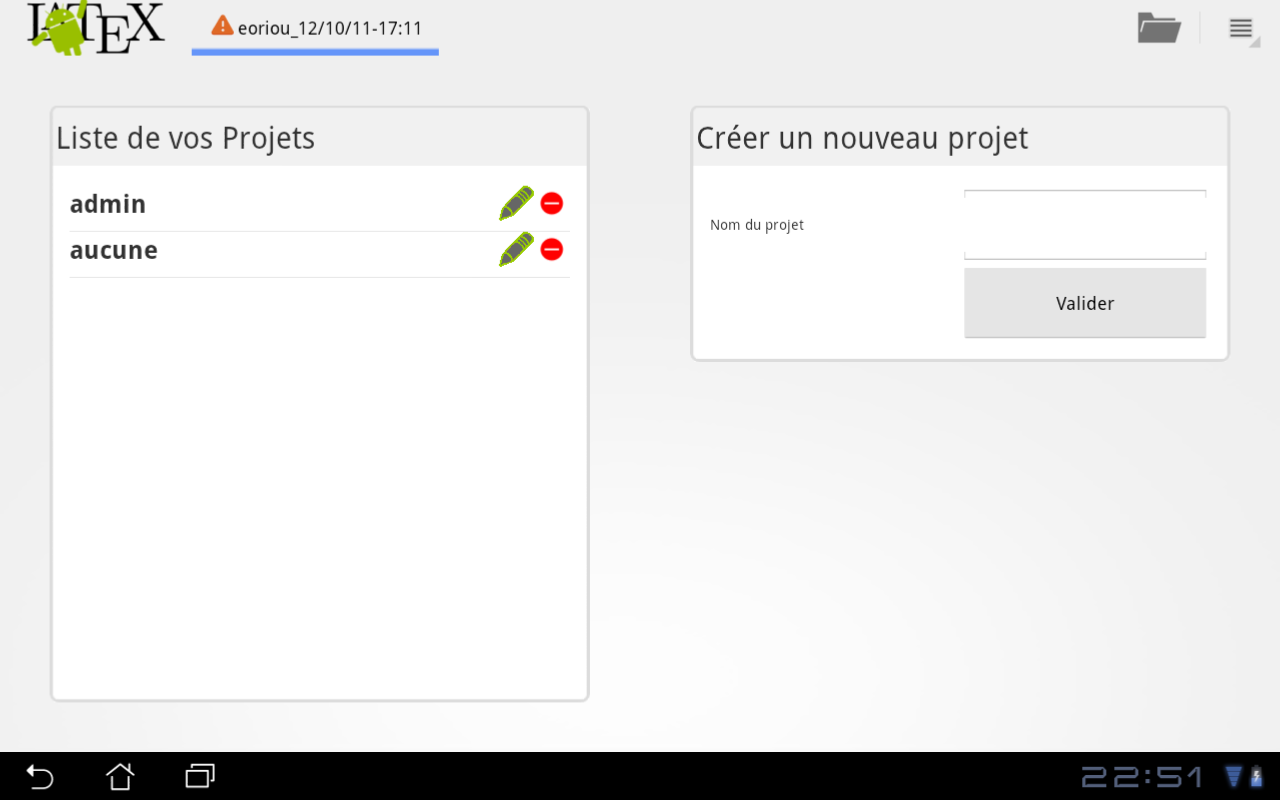 LATEX
eoriou_12/10/11-17:11
Liste de vos Projets
admin
aucune
Créer un nouveau projet
Nom du projet
Valider
22:51